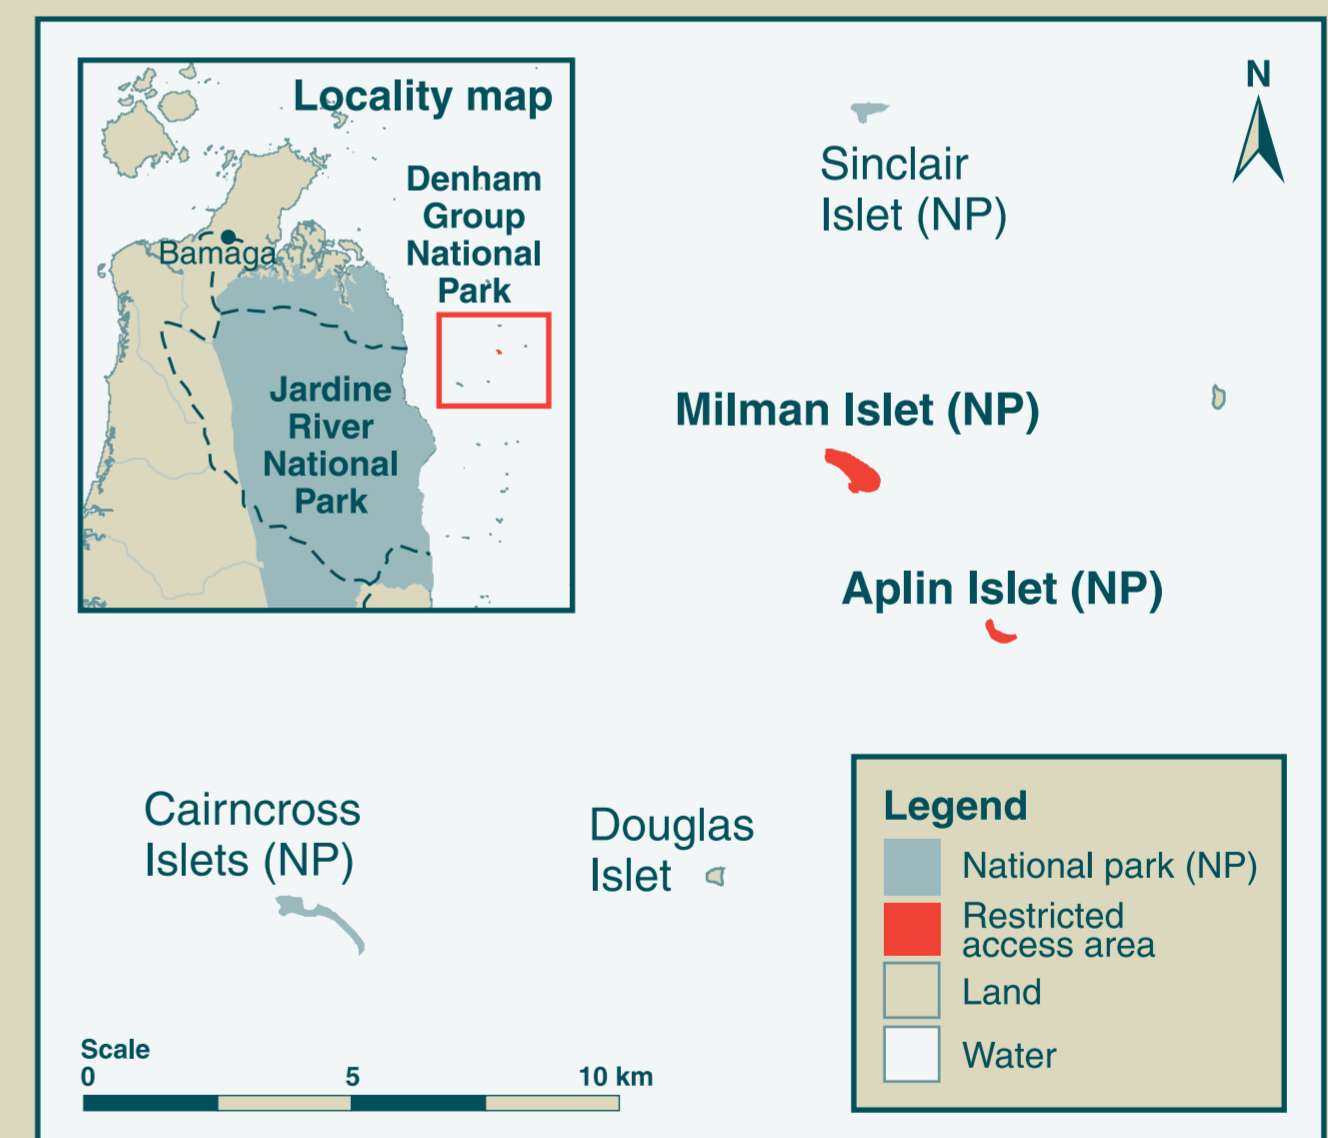 Locality map
Denham
Group
National
Park
Bamaga
Jardine
River
National
Park
N
Sinclair
Islet (NP)
Milman Islet (NP)
Aplin Islet (NP)
Cairncross
Islets (NP)
Douglas
Islet
Legend
National park (NP)
Restricted
access area
Land
Water
Scale
0 5 10 km